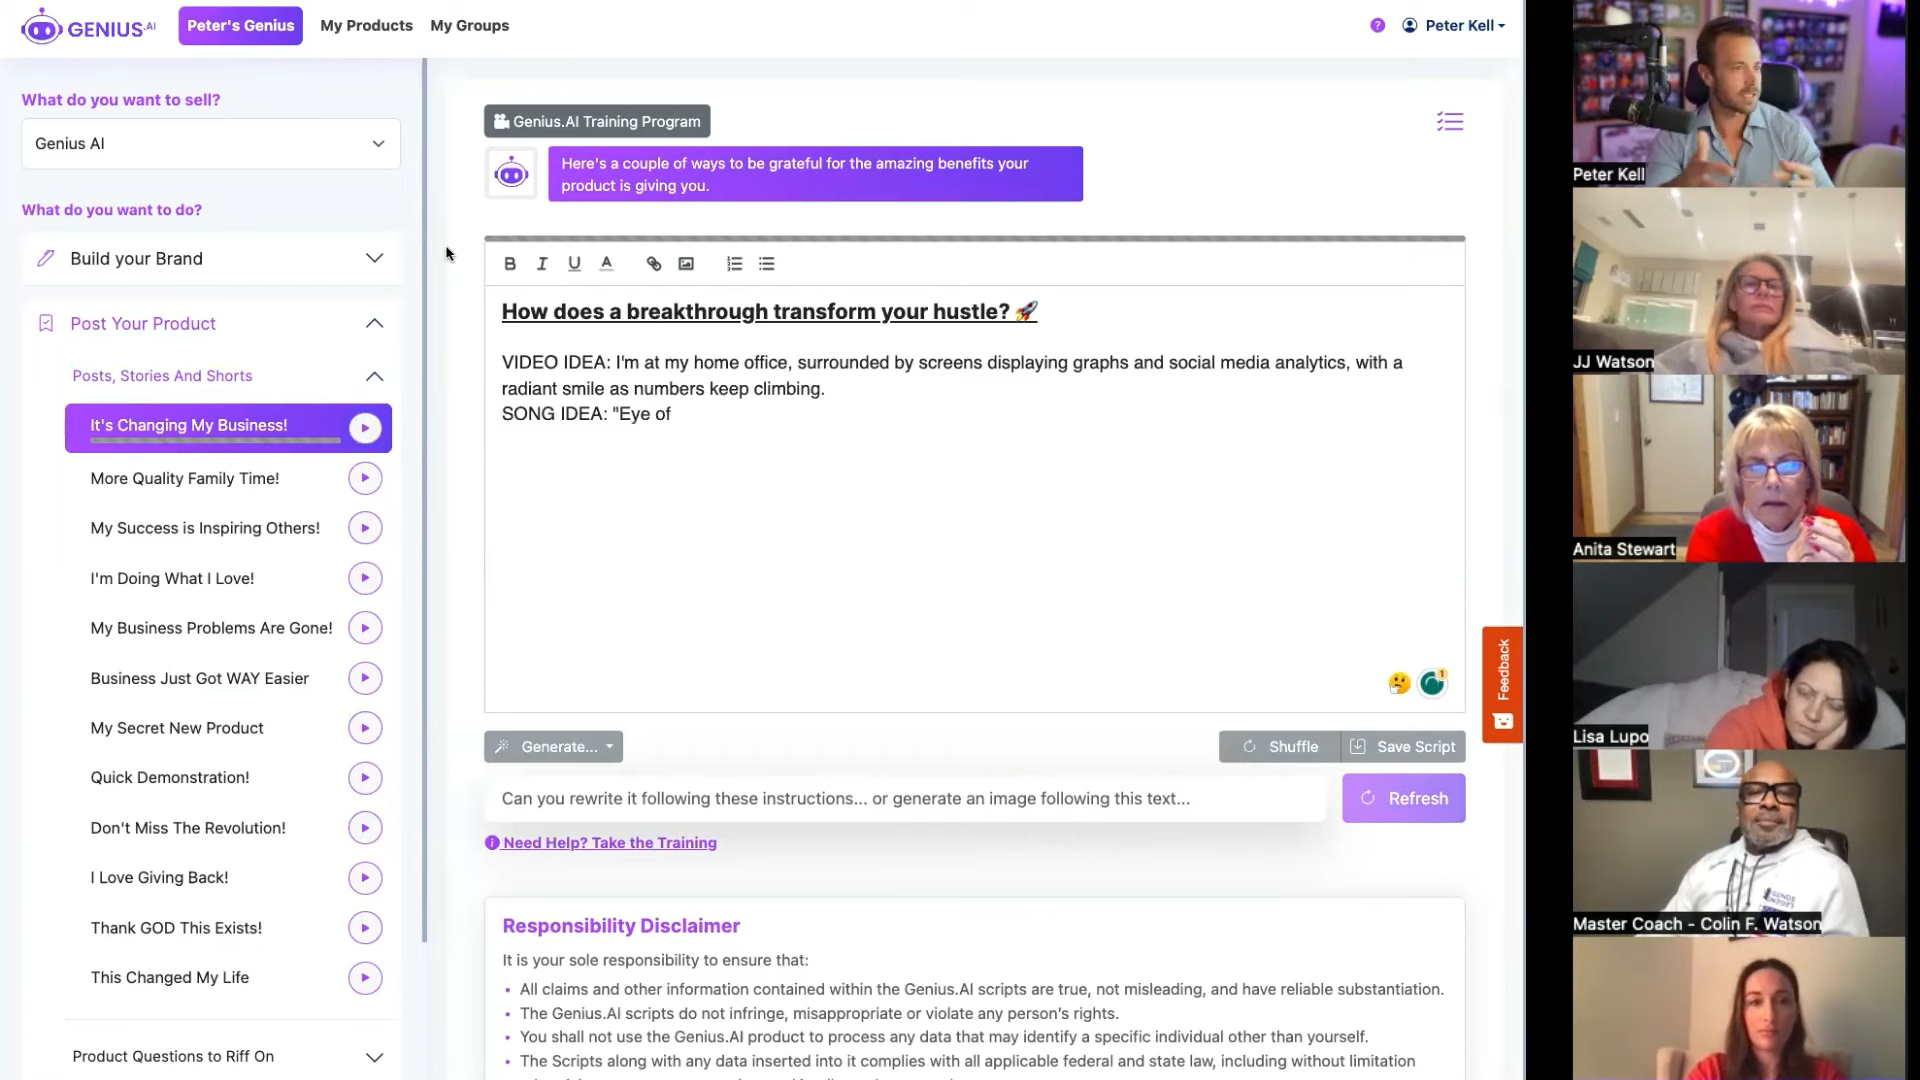 GENIUS.AI
Peter's Genius
My Products
My Groups
?
Peter Kell
What do you want to sell?
Genius AI
What do you want to do?
Build your Brand
Post Your Product
Posts, Stories And Shorts
It's Changing My Business!
More Quality Family Time!
My Success is Inspiring Others!
I'm Doing What I Love!
My Business Problems Are Gone!
Business Just Got WAY Easier
My Secret New Product
Quick Demonstration!
Don't Miss The Revolution!
I Love Giving Back!
Thank GOD This Exists!
This Changed My Life
Product Questions to Riff On
Genius.AI Training Program
Here's a couple of ways to be grateful for the amazing benefits your
product is giving you.
B I U A
How does a breakthrough transform your hustle? 🚀
VIDEO IDEA: I'm at my home office, surrounded by screens displaying graphs and social media analytics, with a
radiant smile as numbers keep climbing.
SONG IDEA: "Eye of
1
Generate...
Shuffle
Save Script
Can you rewrite it following these instructions... or generate an image following this text...
Refresh
Need Help? Take the Training
Feedback
Responsibility Disclaimer
It is your sole responsibility to ensure that:
• All claims and other information contained within the Genius.AI scripts are true, not misleading, and have reliable substantiation.
• The Genius.AI scripts do not infringe, misappropriate or violate any person's rights.
• You shall not use the Genius.AI product to process any data that may identify a specific individual other than yourself.
• The Scripts along with any data inserted into it complies with all applicable federal and state law, including without limitation
Peter Kell
JJ Watson
Anita Stewart
Lisa Lupo
Master Coach - Colin F. Watson